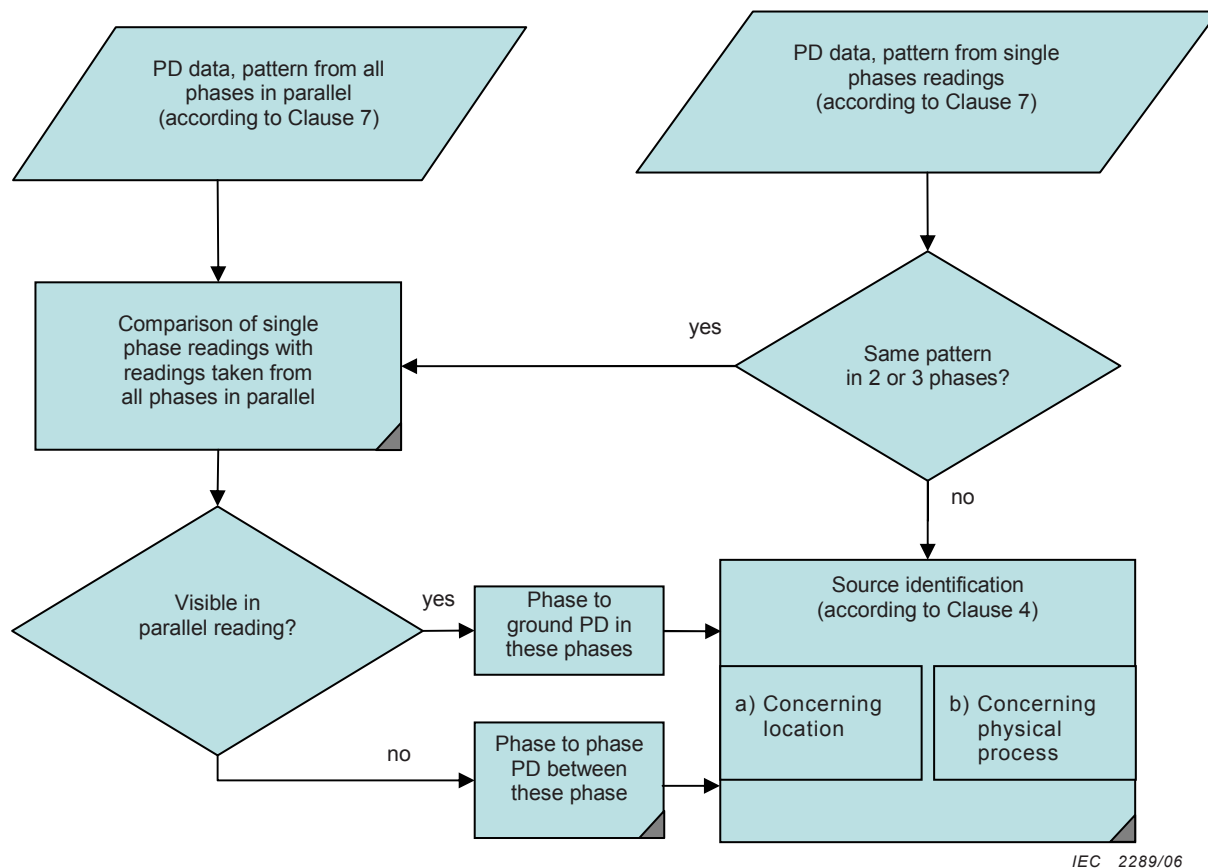 PD data, pattern from all
phases in parallel
(according to Clause 7)
PD data, pattern from single
phases readings
(according to Clause 7)
Comparison of single
phase readings with
readings taken from
all phases in parallel
yes
Same pattern
in 2 or 3 phases?
no
Visible in
parallel reading?
yes
Phase to
ground PD in
these phases
no
Phase to phase
PD between
these phase
Source identification
(according to Clause 4)
a) Concerning
location
b) Concerning
physical
process
IEC 2289/06